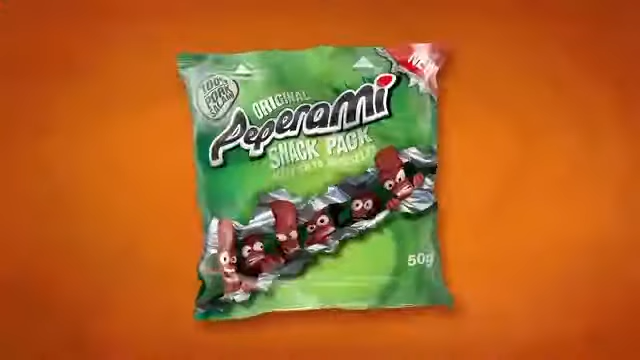 100%
PORK
SALAMI
NEW
ORIGINAL
Peperami
SNACK PACK
50g